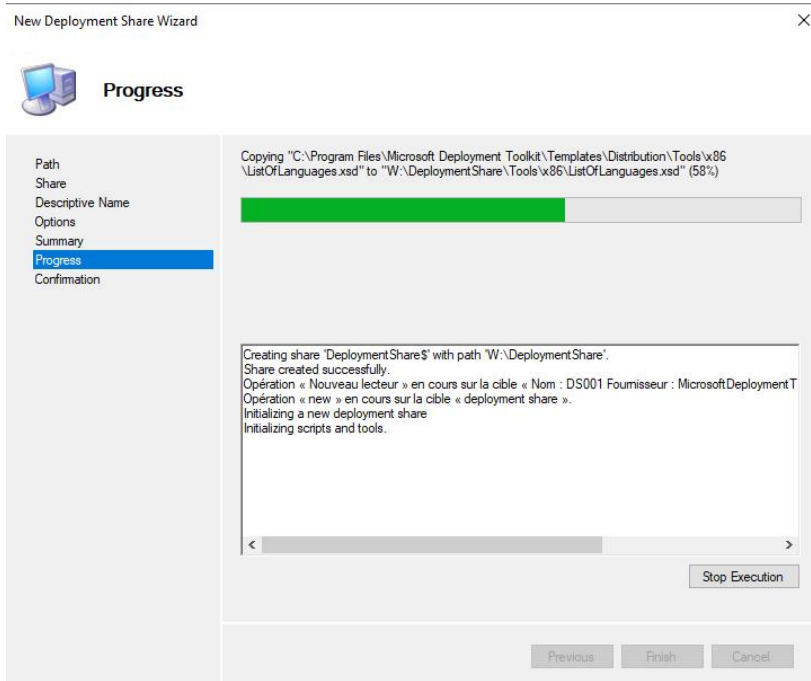 New Deployment Share Wizard
Progress
Path
Share
Descriptive Name
Options
Summary
Progress
Confirmation
Copying "C:\Program Files\Microsoft Deployment Toolkit\Templates\Distribution\Tools\x86
\ListOfLanguages.xsd" to "W:\DeploymentShare\Tools\x86\ListOfLanguages.xsd" (58%)
Creating share 'DeploymentShare$' with path 'W:\DeploymentShare'.
Share created successfully.
Opération « Nouveau lecteur » en cours sur la cible « Nom : DS001 Fournisseur : MicrosoftDeploymentT
Opération « new » en cours sur la cible « deployment share ».
Initializing a new deployment share
Initializing scripts and tools.
Stop Execution
Previous
Finish
Cancel